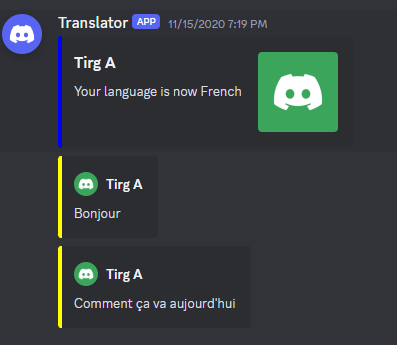 Translator APP 11/15/2020 7:19 PM
Tirg A
Your language is now French
Tirg A
Bonjour
Tirg A
Comment ça va aujourd'hui